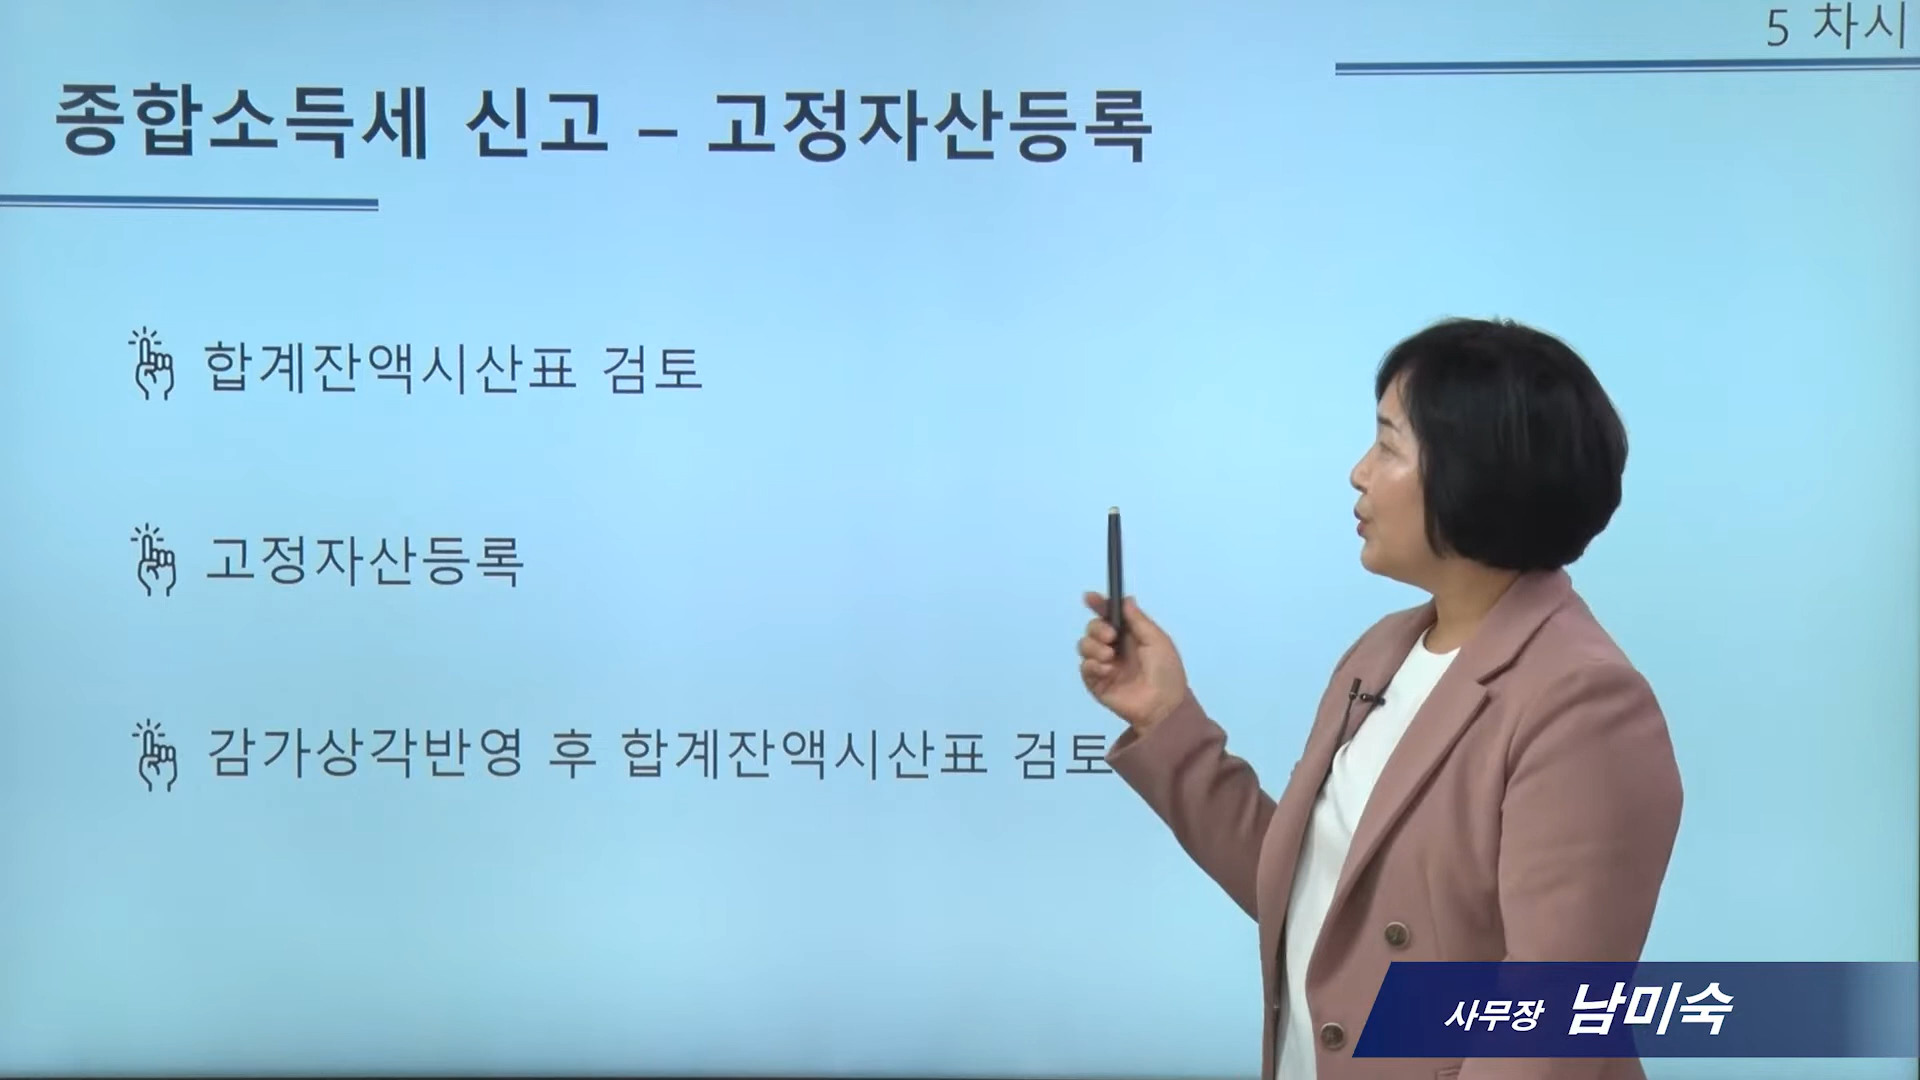 5 차시
종합소득세 신고 – 고정자산등록
합계잔액시산표 검토
고정자산등록
감가상각반영 후 합계잔액시산표 검토
사무장 남미숙